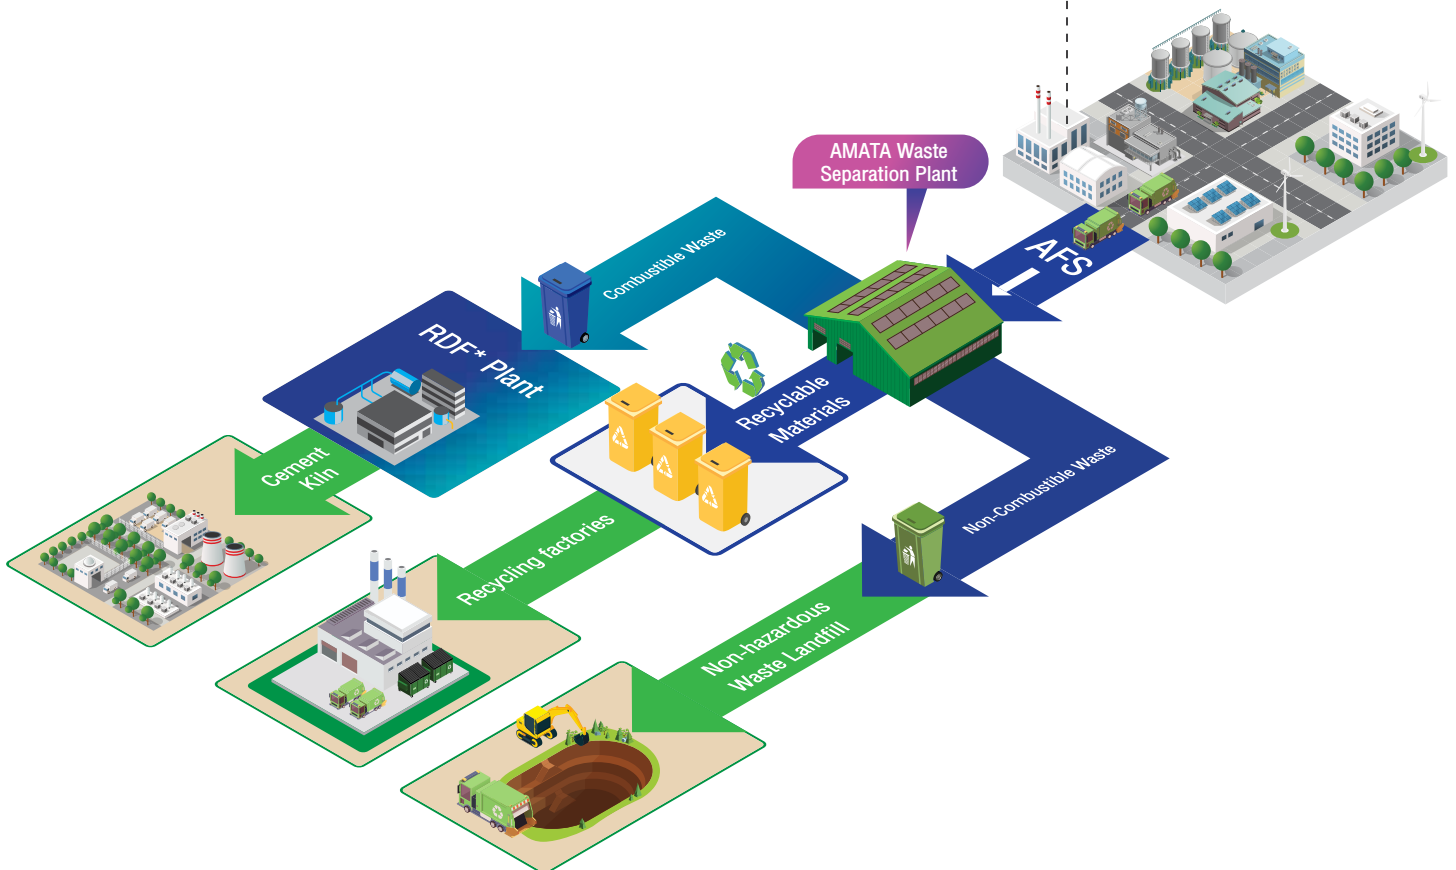 AMATA Waste
Separation Plant
AFS
Combustible Waste
RDF* Plant
Recyclable
Materials
Cement
Kiln
Non-Combustible Waste
Recycling factories
Non-hazardous
Waste Landfill